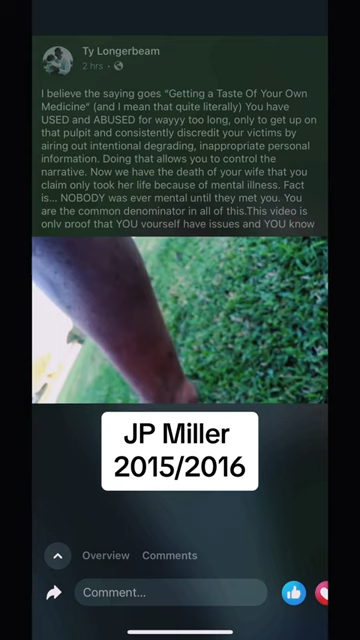 Ty Longerbeam
2 hrs ·
I believe the saying goes "Getting a Taste Of Your Own
Medicine" (and I mean that quite literally) You have
USED and ABUSED for wayyy too long, only to get up on
that pulpit and consistently discredit your victims by
airing out intentional degrading, inappropriate personal
information. Doing that allows you to control the
narrative. Now we have the death of your wife that you
claim only took her life because of mental illness. Fact
is... NOBODY was ever mental until they met you. You
are the common denominator in all of this.This video is
only proof that YOU yourself have issues and YOU know
JP Miller
2015/2016
Overview Comments
Comment...